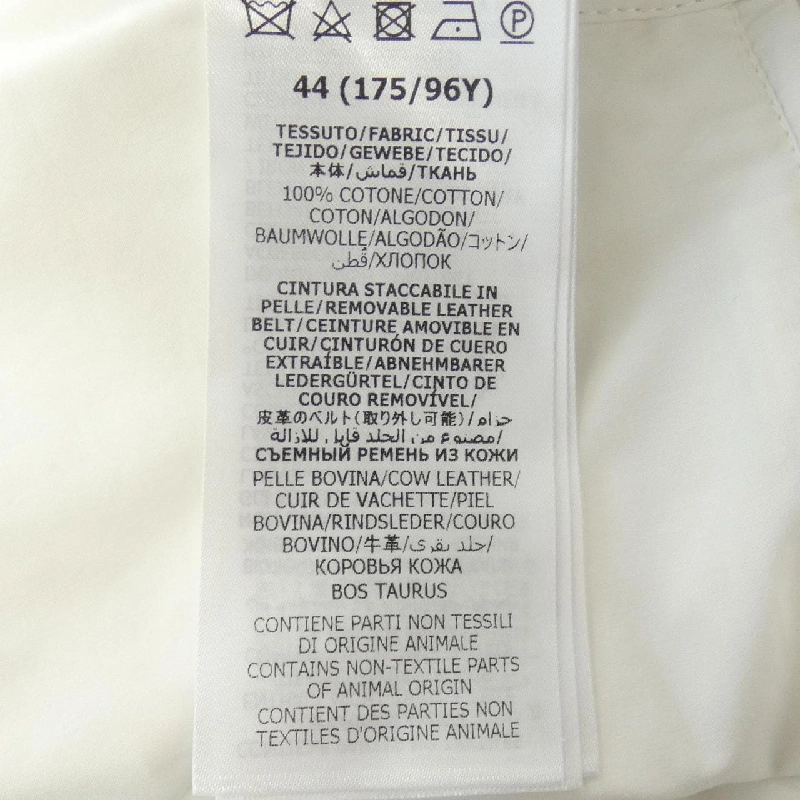 P
44 (175/96Y)
TESSUTO/FABRIC/TISSU/
TEJIDO/GEWEBE/TECIDO/
本体/قماش/ТКАНЬ
100% COTONE/COTTON/
COTON/ALGODON/
BAUMWOLLE/ALGODÃO/コットン/
قطن/ХЛОПОК
CINTURA STACCABILE IN
PELLE/REMOVABLE LEATHER
BELT/CEINTURE AMOVIBLE EN
CUIR/CINTURÓN DE CUERO
EXTRAÍBLE/ABNEHMBARER
LEDERGÜRTEL/CINTO DE
COURO REMOVÍVEL/
皮革のベルト(取り外し可能)/حزام
مصنوع من الجلد قابل للازالة/
СЪЕМНЫЙ РЕМЕНЬ ИЗ КОЖИ
PELLE BOVINA/COW LEATHER/
CUIR DE VACHETTE/PIEL
BOVINA/RINDSLEDER/COURO
BOVINO/牛革/جلد بقري/
КОРОВЬЯ КОЖА
BOS TAURUS
CONTIENE PARTI NON TESSILI
DI ORIGINE ANIMALE
CONTAINS NON-TEXTILE PARTS
OF ANIMAL ORIGIN
CONTIENT DES PARTIES NON
TEXTILES D'ORIGINE ANIMALE